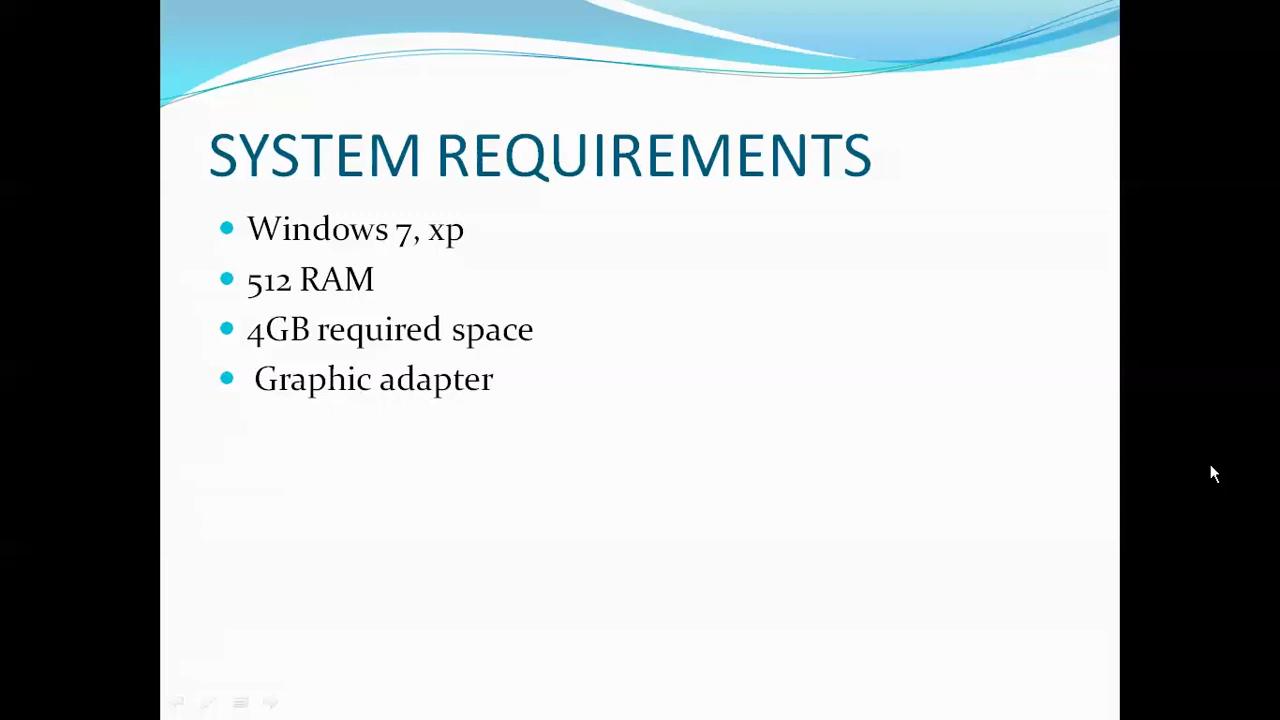 SYSTEM REQUIREMENTS
Windows 7, xp
512 RAM
4GB required space
Graphic adapter